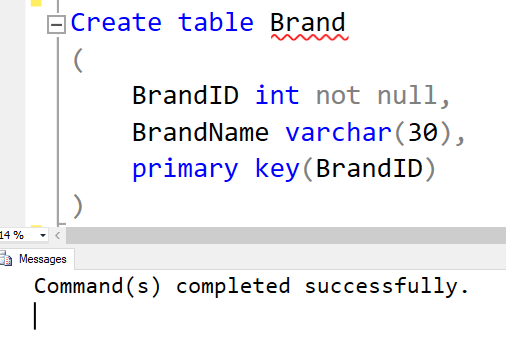 Create table Brand
(
BrandID int not null,
BrandName varchar(30),
primary key(BrandID)
)
14 %
Messages
Command(s) completed successfully.